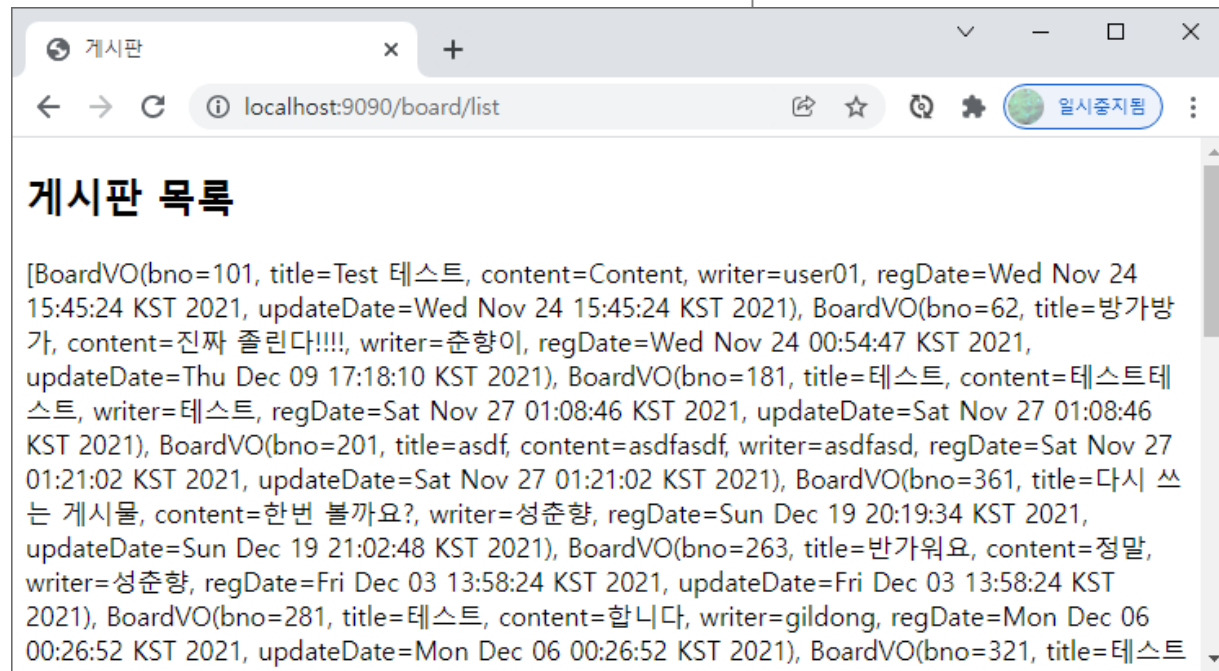 게시판
localhost:9090/board/list
일시중지됨
게시판 목록
[BoardVO(bno=101, title=Test 테스트, content=Content, writer=user01, regDate=Wed Nov 24
15:45:24 KST 2021, updateDate=Wed Nov 24 15:45:24 KST 2021), BoardVO(bno=62, title=방가방
가, content=진짜 졸린다!!!!, writer=춘향이, regDate=Wed Nov 24 00:54:47 KST 2021,
updateDate=Thu Dec 09 17:18:10 KST 2021), BoardVO(bno=181, title=테스트, content=테스트테
스트, writer=테스트, regDate=Sat Nov 27 01:08:46 KST 2021, updateDate=Sat Nov 27 01:08:46
KST 2021), BoardVO(bno=201, title=asdf, content=asdfasdf, writer=asdfasd, regDate=Sat Nov 27
01:21:02 KST 2021, updateDate=Sat Nov 27 01:21:02 KST 2021), BoardVO(bno=361, title=다시 쓰
는 게시물, content=한번 볼까요?, writer=성춘향, regDate=Sun Dec 19 20:19:34 KST 2021,
updateDate=Sun Dec 19 21:02:48 KST 2021), BoardVO(bno=263, title=반가워요, content=정말,
writer=성춘향, regDate=Fri Dec 03 13:58:24 KST 2021, updateDate=Fri Dec 03 13:58:24 KST
2021), BoardVO(bno=281, title=테스트, content=합니다, writer=gildong, regDate=Mon Dec 06
00:26:52 KST 2021, updateDate=Mon Dec 06 00:26:52 KST 2021), BoardVO(bno=321, title=테스트